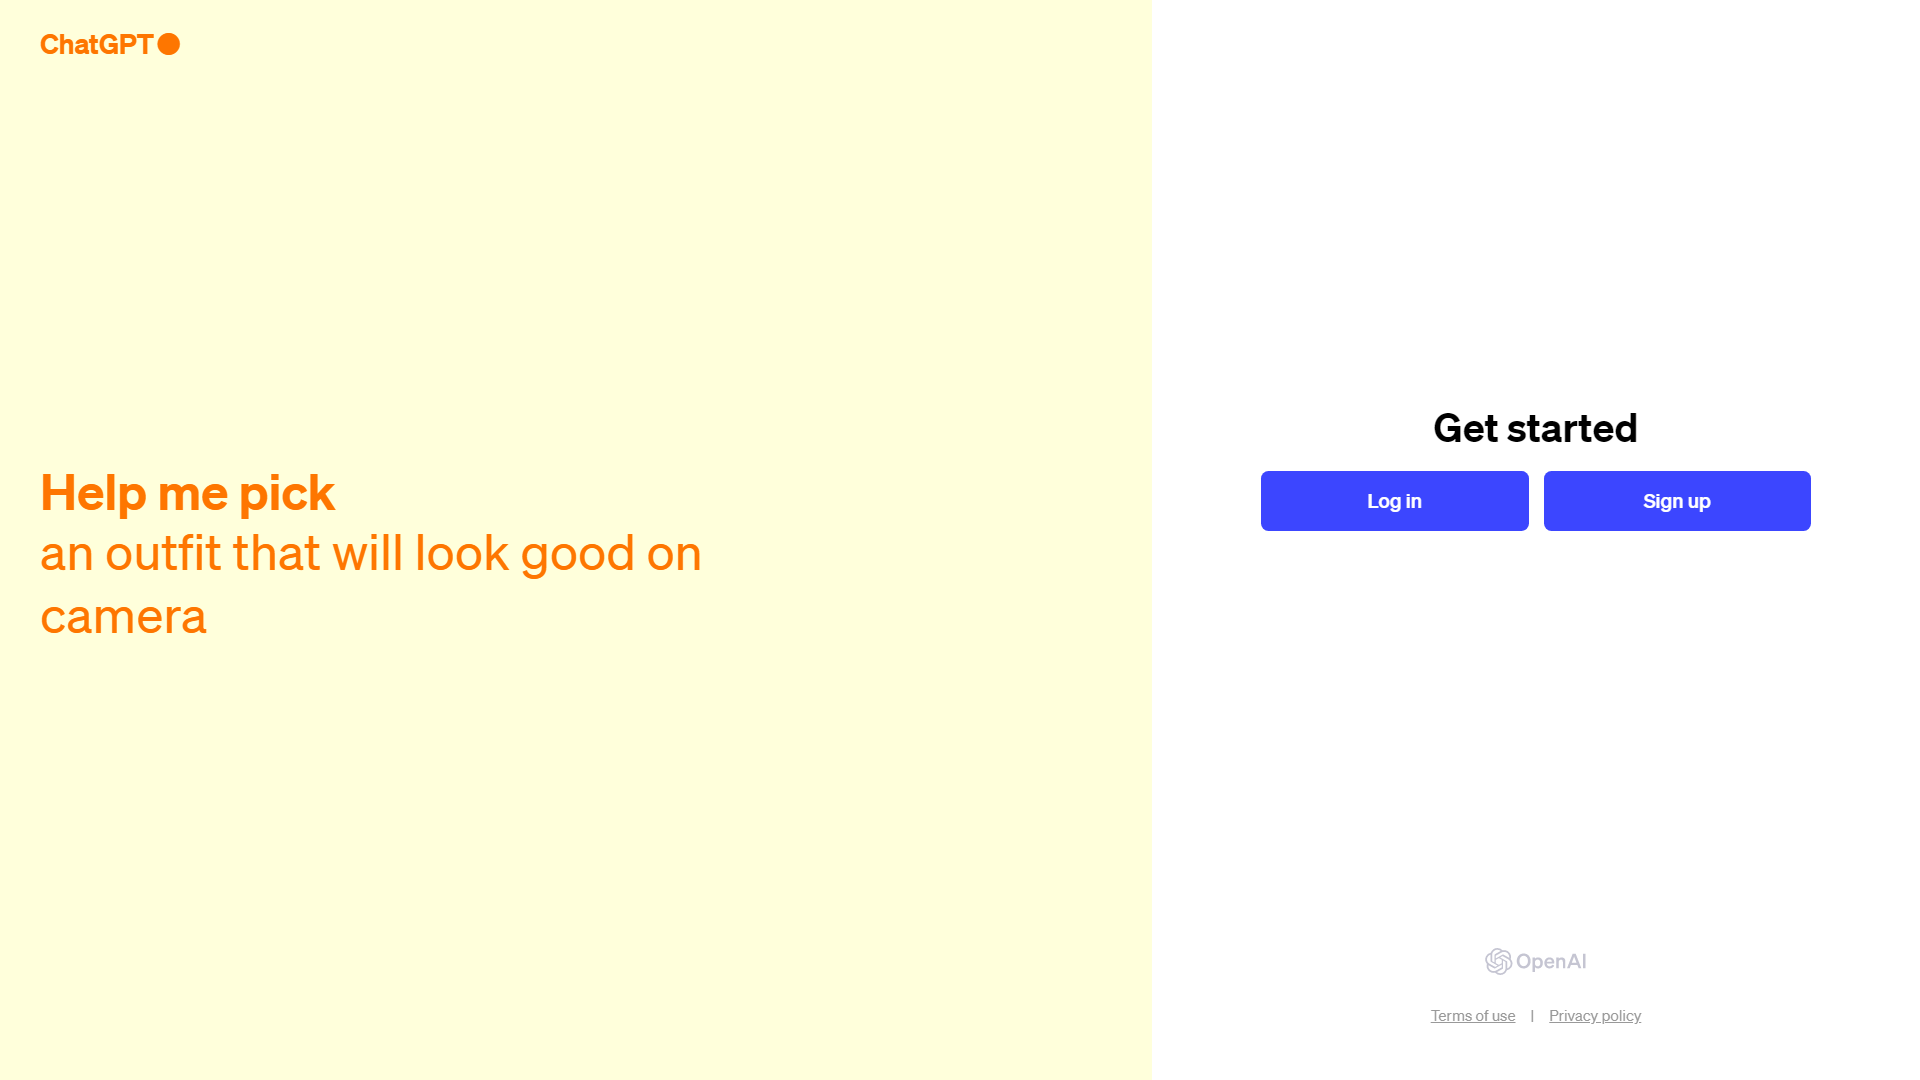 ChatGPT
Help me pick
an outfit that will look good on
camera
Get started
Log in
Sign up
OpenAI
Terms of use | Privacy policy